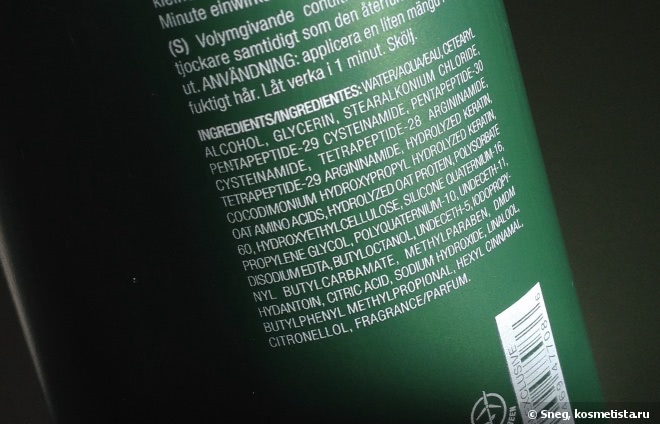 Minute einwir
(S) Volymgivande condit
tjockare samtidigt som den återfu
ut. ANVÄNDNING: applicera en liten mängd
fuktigt hår. Låt verka i 1 minut. Skölj.
INGREDIENTS/INGREDIENTES: WATER/AQUA/EAU, CETEARYL
ALCOHOL, GLYCERIN, STEARALKONIUM CHLORIDE,
PENTAPEPTIDE-29 CYSTEINAMIDE, PENTAPEPTIDE-30
CYSTEINAMIDE, TETRAPEPTIDE-28 ARGININAMIDE,
TETRAPEPTIDE-29 ARGININAMIDE, HYDROLYZED KERATIN,
COCODIMONIUM HYDROXYPROPYL HYDROLYZED KERATIN,
OAT AMINO ACIDS, HYDROLYZED OAT PROTEIN, POLYSORBATE
60, HYDROXYETHYLCELLULOSE, SILICONE QUATERNIUM-16,
PROPYLENE GLYCOL, POLYQUATERNIUM-10, UNDECETH-11,
DISODIUM EDTA, BUTYLOCTANOL, UNDECETH-5, IODOPROPY-
NYL BUTYLCARBAMATE, METHYLPARABEN, DMDM
HYDANTOIN, CITRIC ACID, SODIUM HYDROXIDE, LINALOOL
BUTYLPHENYL METHYLPROPIONAL, HEXYL CINNAMAL,
CITRONELLOL, FRAGRANCE/PARFUM.
© Sneg, kosmetista.ru